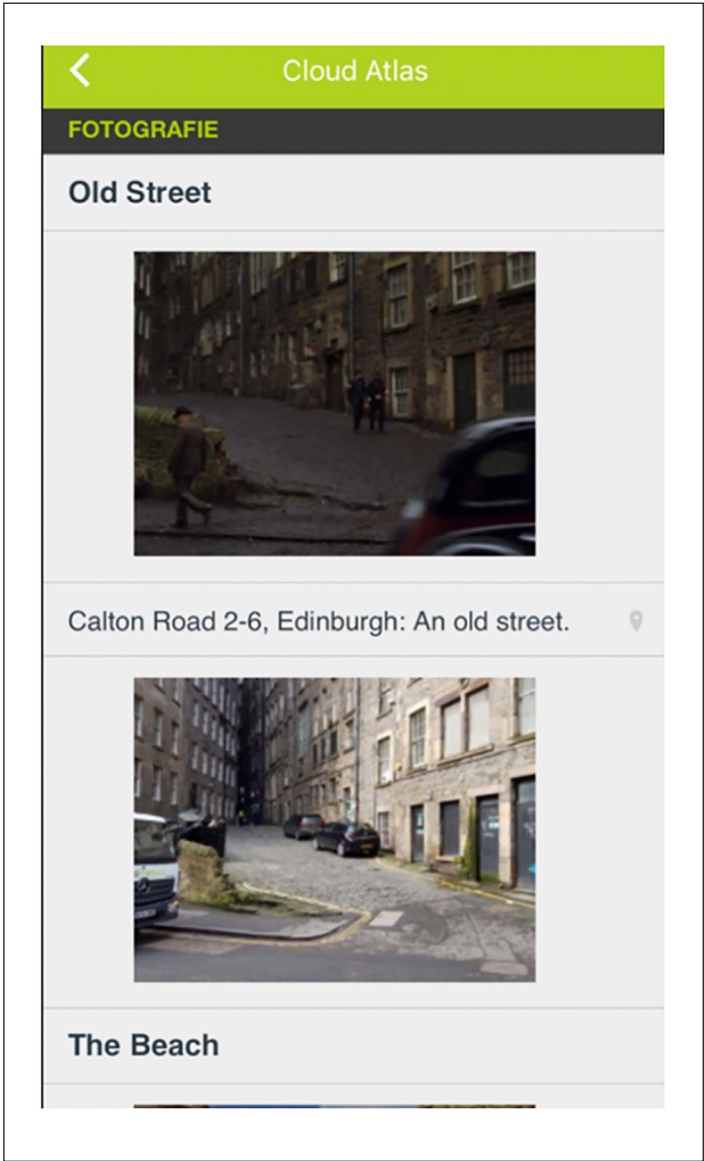 Cloud Atlas
FOTOGRAFIE
Old Street
Calton Road 2-6, Edinburgh: An old street.
The Beach